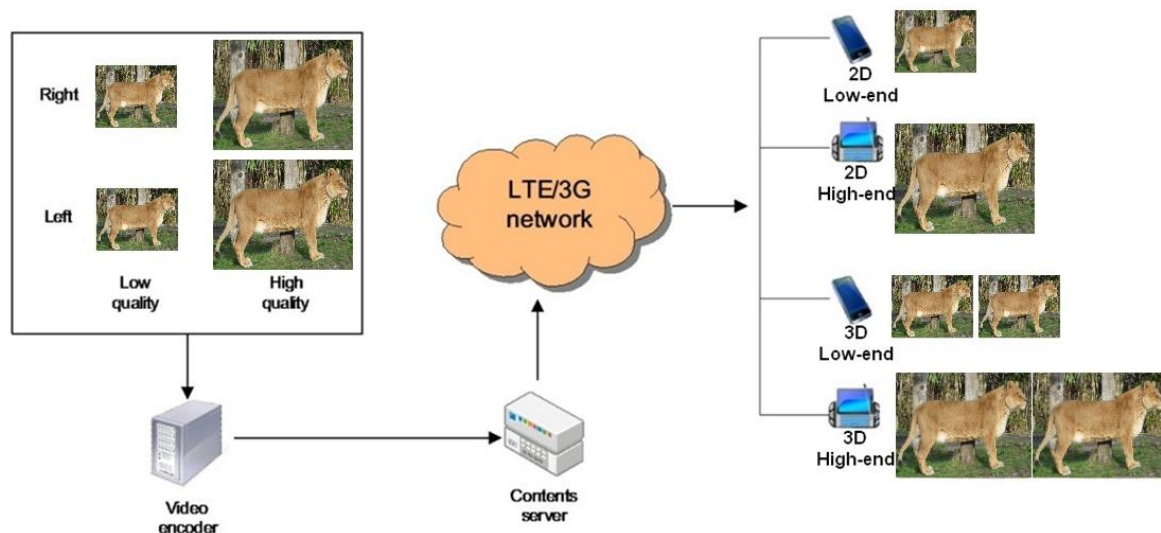 Right
Left
Low
quality
High
quality
Video
encoder
Contents
server
LTE/3G
network
2D
Low-end
2D
High-end
3D
Low-end
3D
High-end